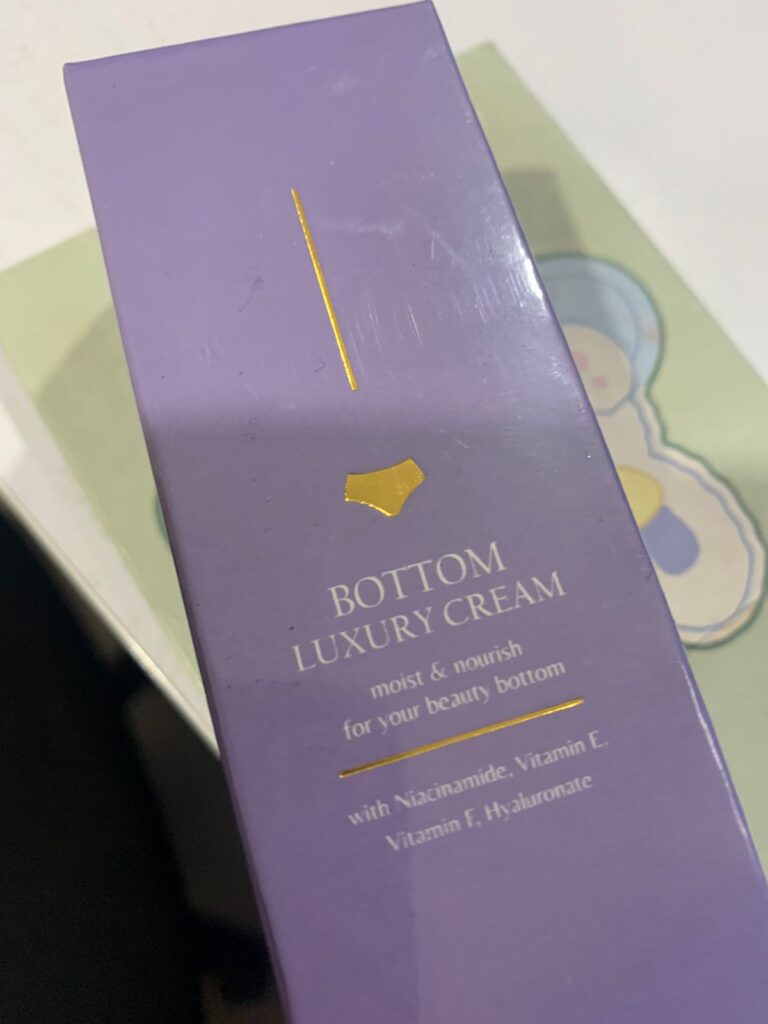 BOTTOM
LUXURY CREAM
moist & nourish
for your beauty bottom
with Niacinamide, Vitamin E,
Vitamin F, Hyaluronate